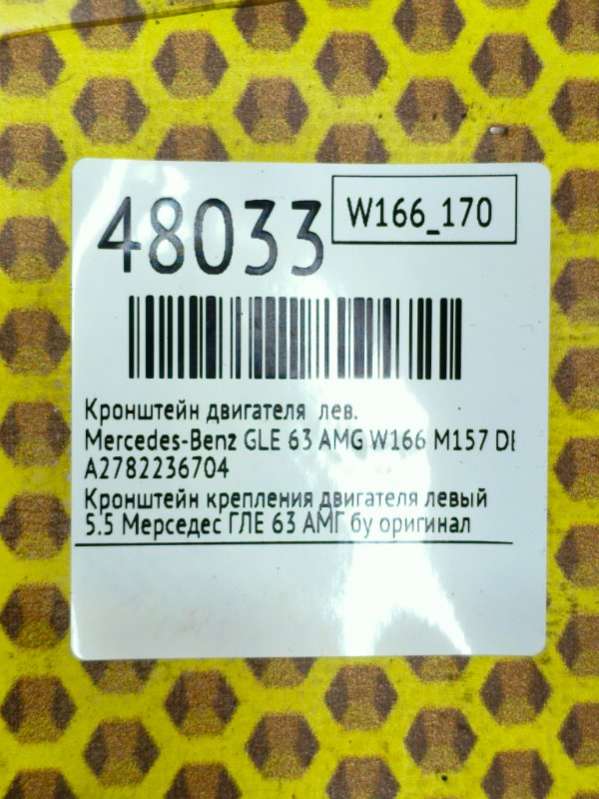 48033
W166_170
Кронштейн двигателя лев.
Mercedes-Benz GLE 63 AMG W166 M157 DE
A2782236704
Кронштейн крепления двигателя левый
5.5 Мерседес ГЛЕ 63 АМГ бу оригинал